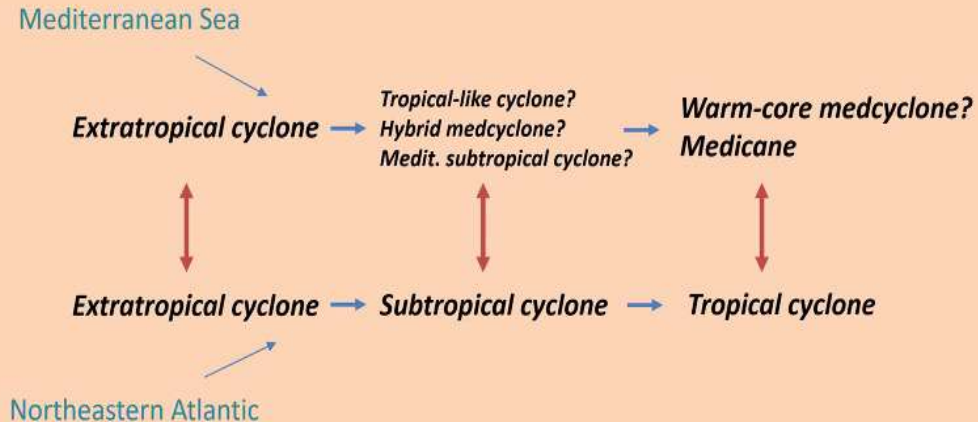 Mediterranean Sea
Extratropical cyclone
Tropical-like cyclone?
Hybrid medcyclone?
Medit. subtropical cyclone?
Warm-core medcyclone?
Medicane
Extratropical cyclone
Subtropical cyclone
Tropical cyclone
Northeastern Atlantic